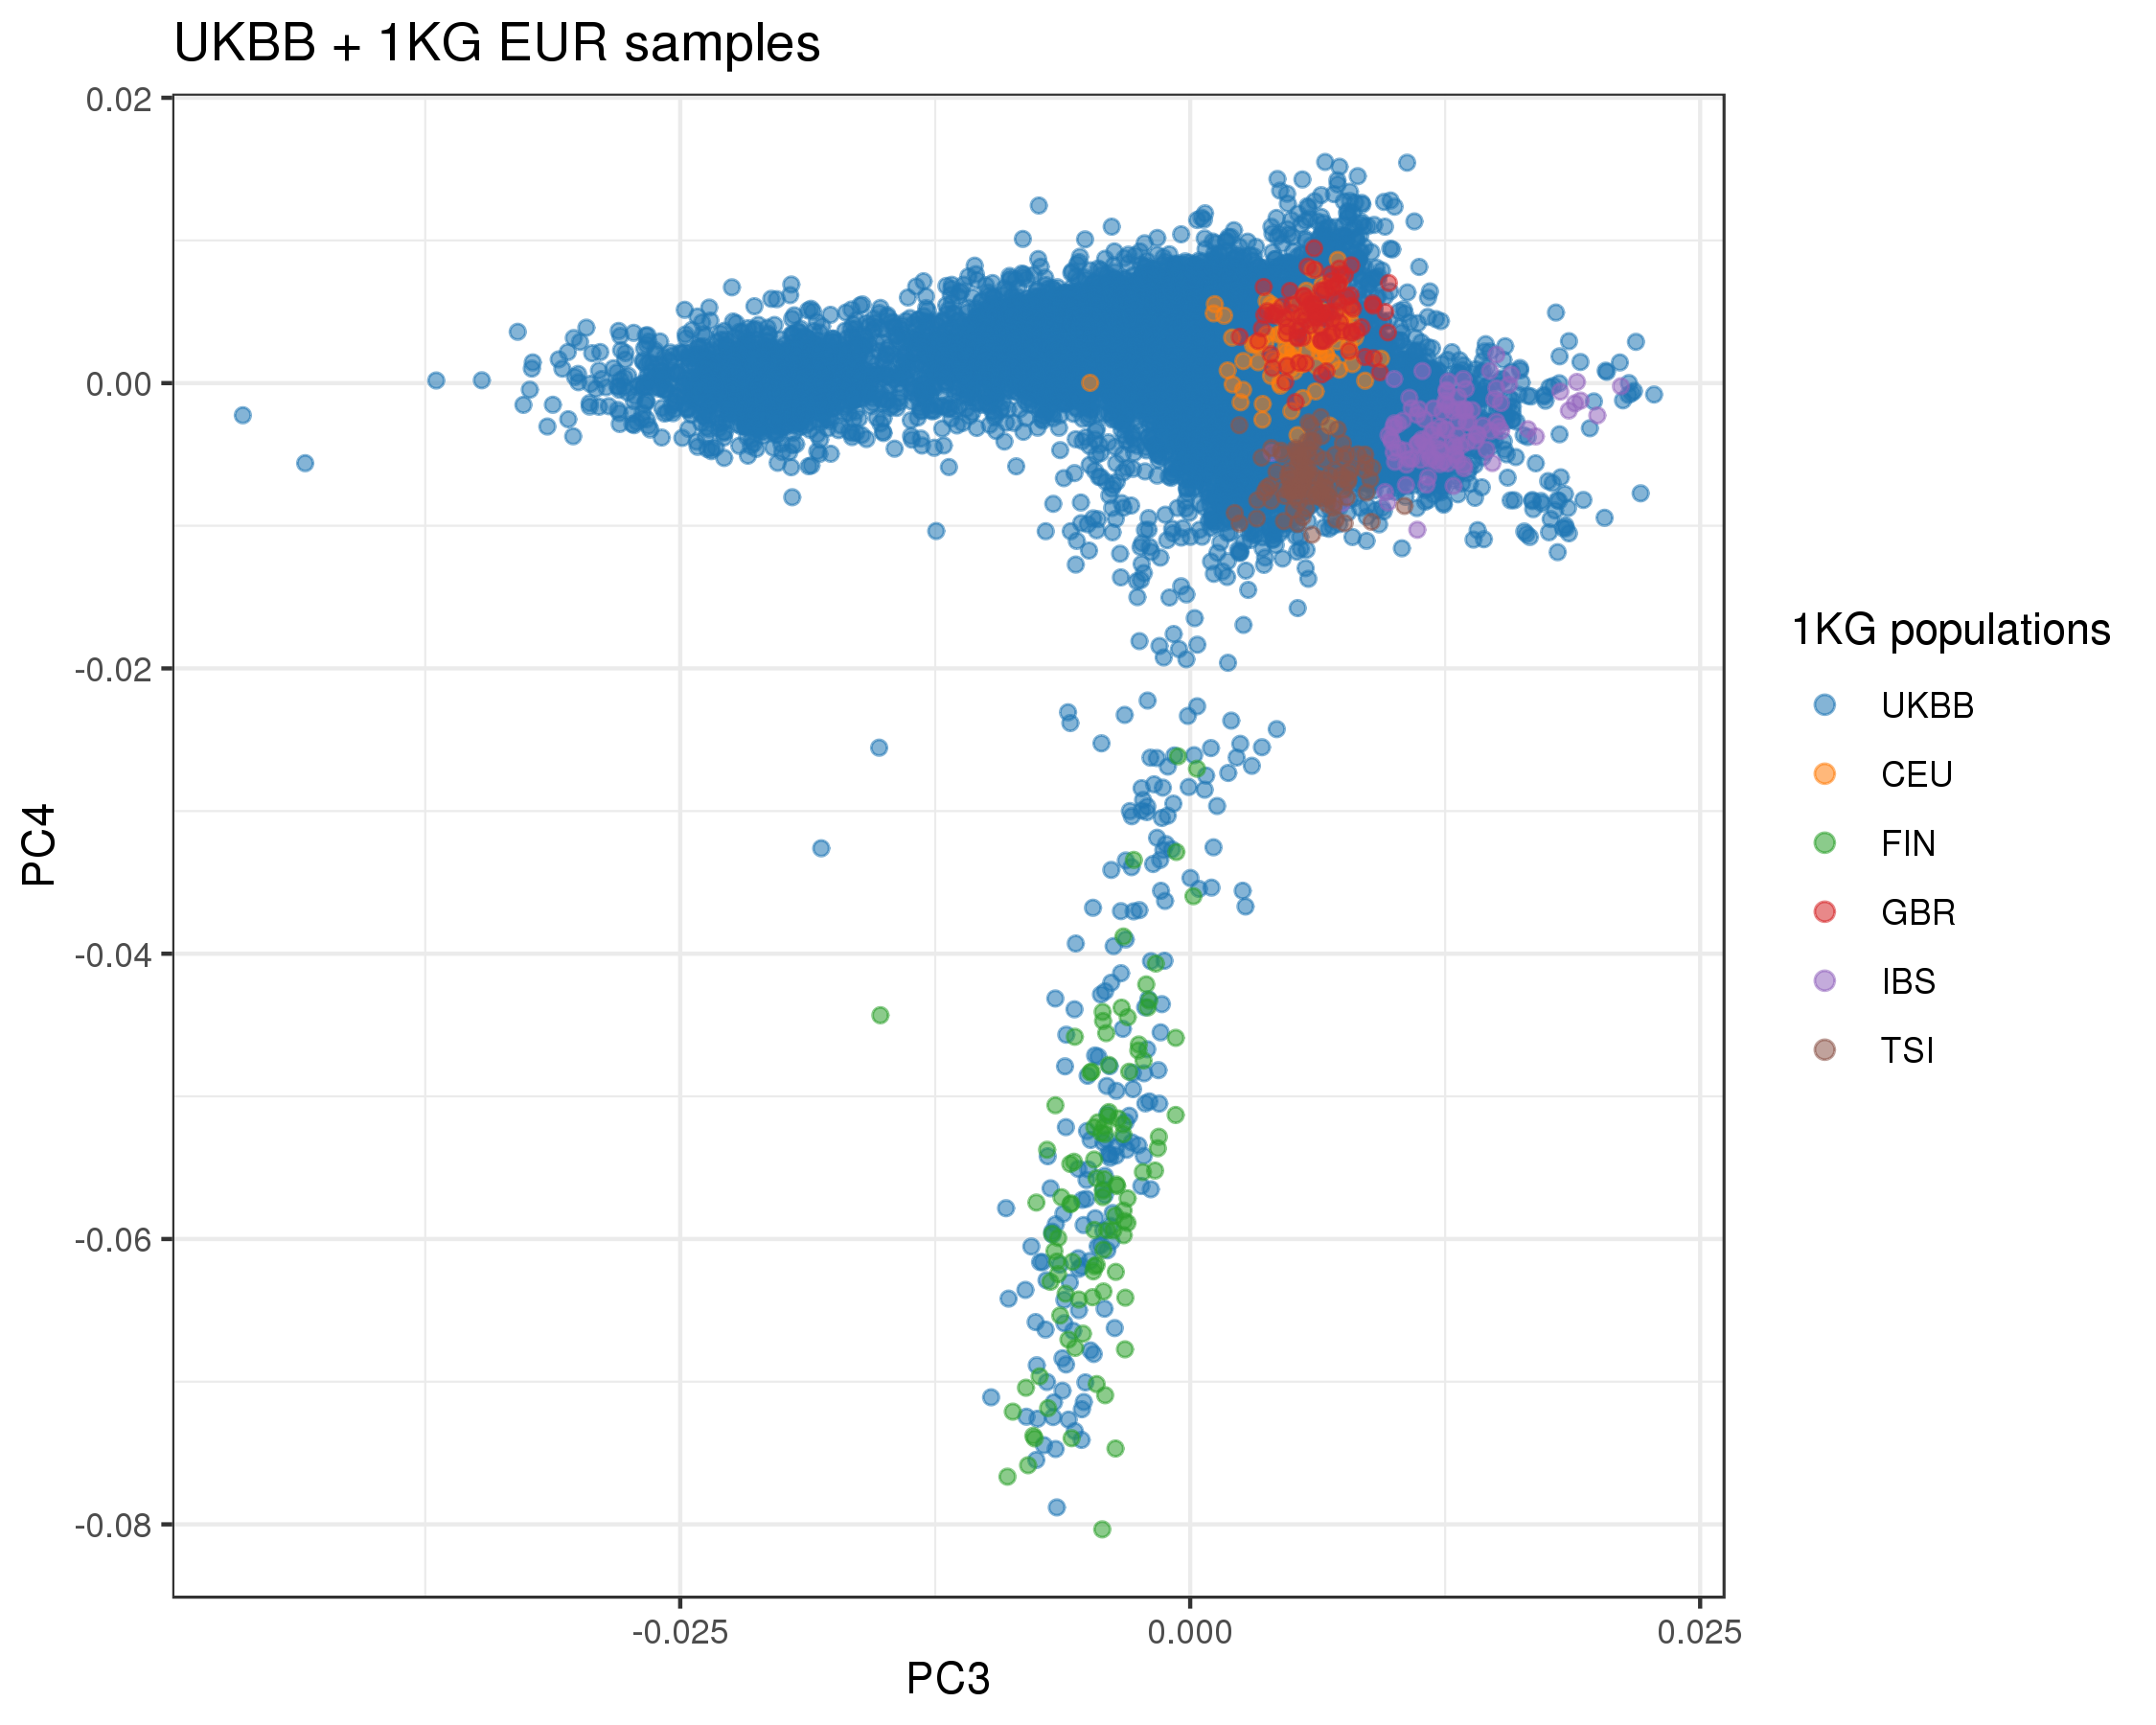 UKBB + 1KG EUR samples
0.02
0.00
-0.02
-0.04
-0.06
-0.08
PC4
-0.025
0.000
0.025
PC3
1KG populations
UKBB
CEU
FIN
GBR
IBS
TSI